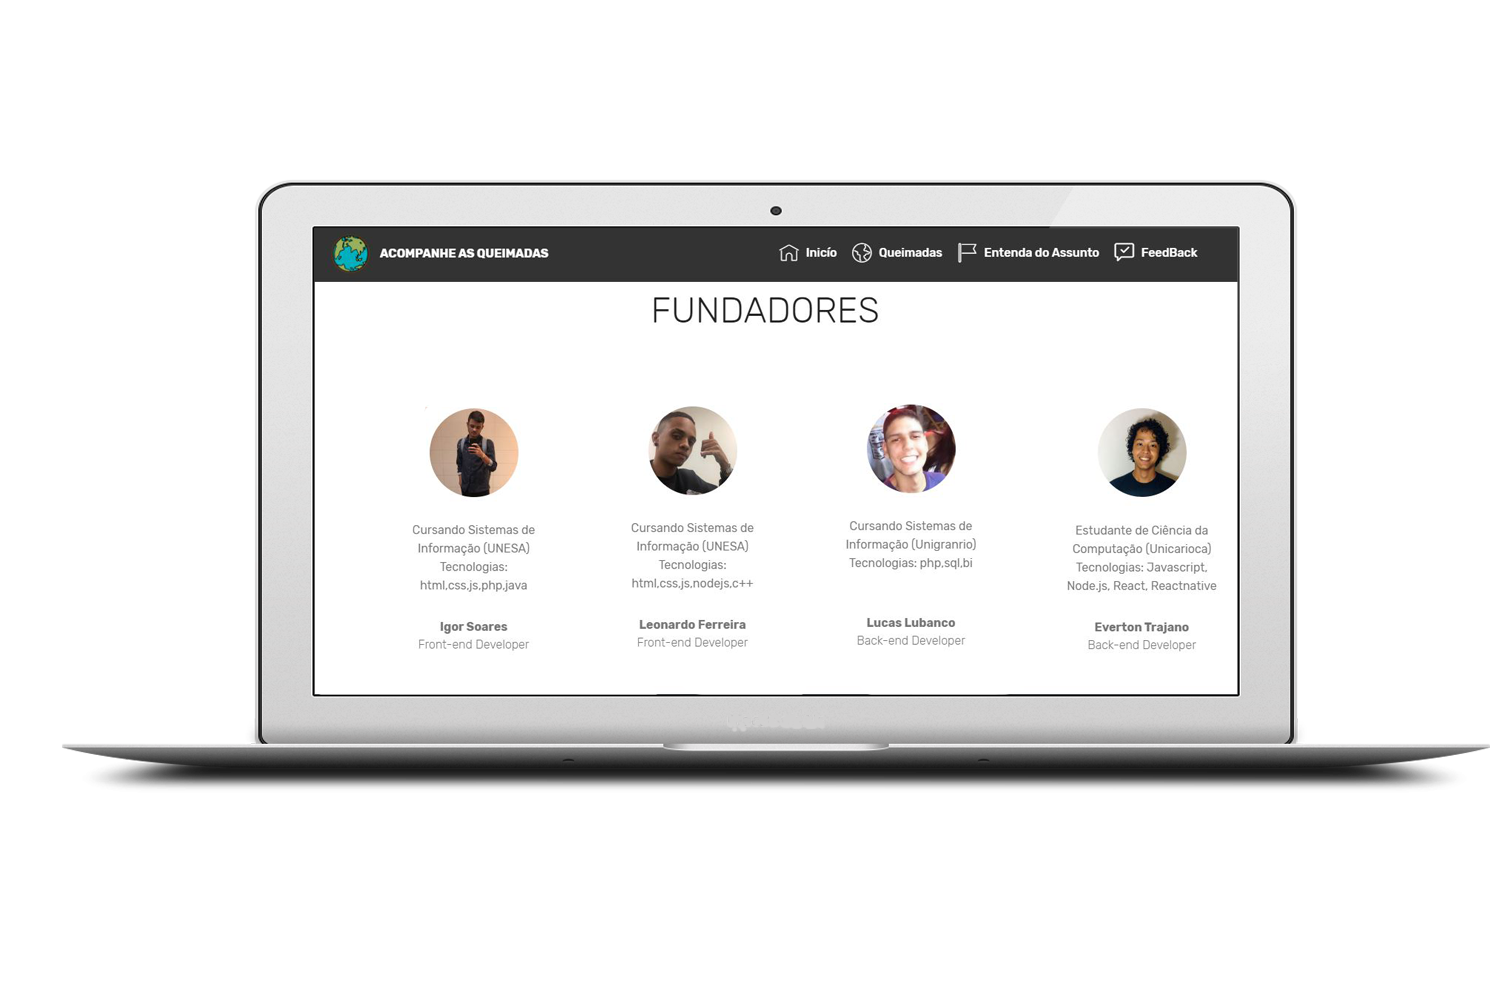 ACOMPANHE AS QUEIMADAS
Inicío
Queimadas
Entenda do Assunto
FeedBack
FUNDADORES
Cursando Sistemas de
Informação (UNESA)
Tecnologias:
html,css,js,php,java
Igor Soares
Front-end Developer
Cursando Sistemas de
Informação (UNESA)
Tecnologias:
html,css,js,nodejs,c++
Leonardo Ferreira
Front-end Developer
Cursando Sistemas de
Informação (Unigranrio)
Tecnologias: php,sql,bi
Lucas Lubanco
Back-end Developer
Estudante de Ciência da
Computação (Unicarioca)
Tecnologias: Javascript,
Node.js, React, Reactnative
Everton Trajano
Back-end Developer